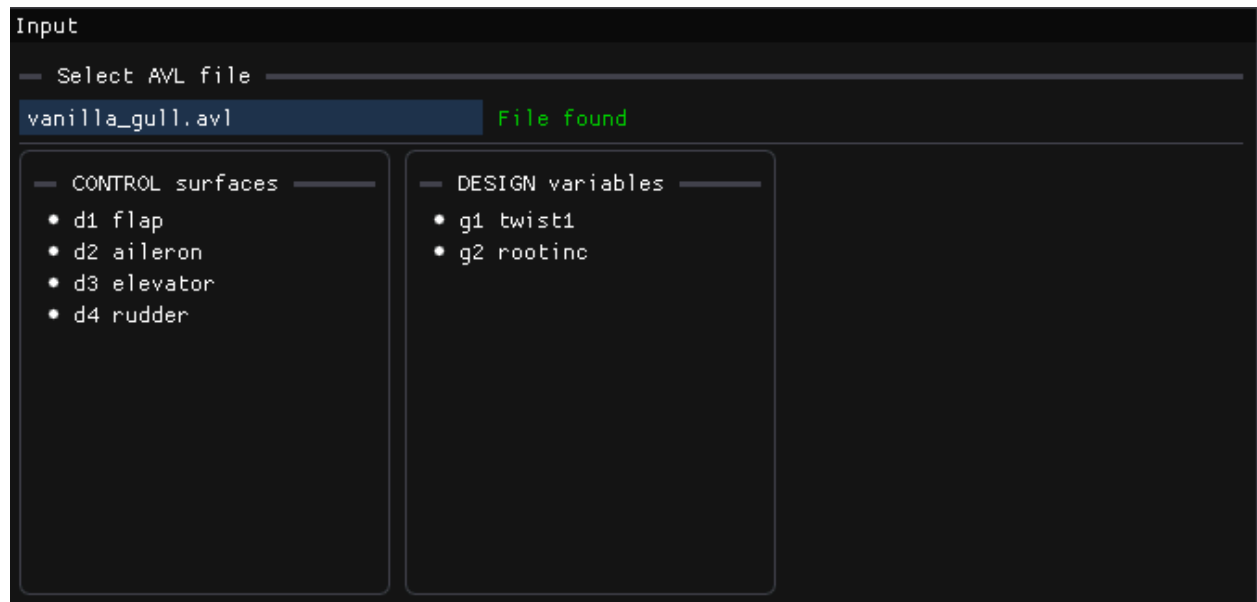 Input
Select AVL file
vanilla_gull.avl File found
CONTROL surfaces
d1 flap
d2 aileron
d3 elevator
d4 rudder
DESIGN variables
g1 twist1
g2 rootinc